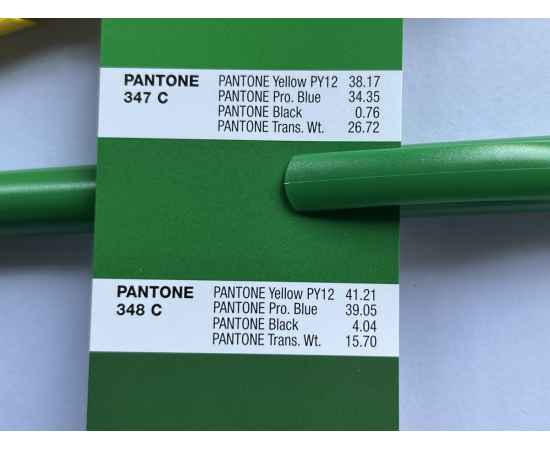 PANTONE
347 C
PANTONE Yellow PY12 38.17
PANTONE Pro. Blue 34.35
PANTONE Black 0.76
PANTONE Trans. Wt. 26.72
PANTONE
348 C
PANTONE Yellow PY12 41.21
PANTONE Pro. Blue 39.05
PANTONE Black 4.04
PANTONE Trans. Wt. 15.70